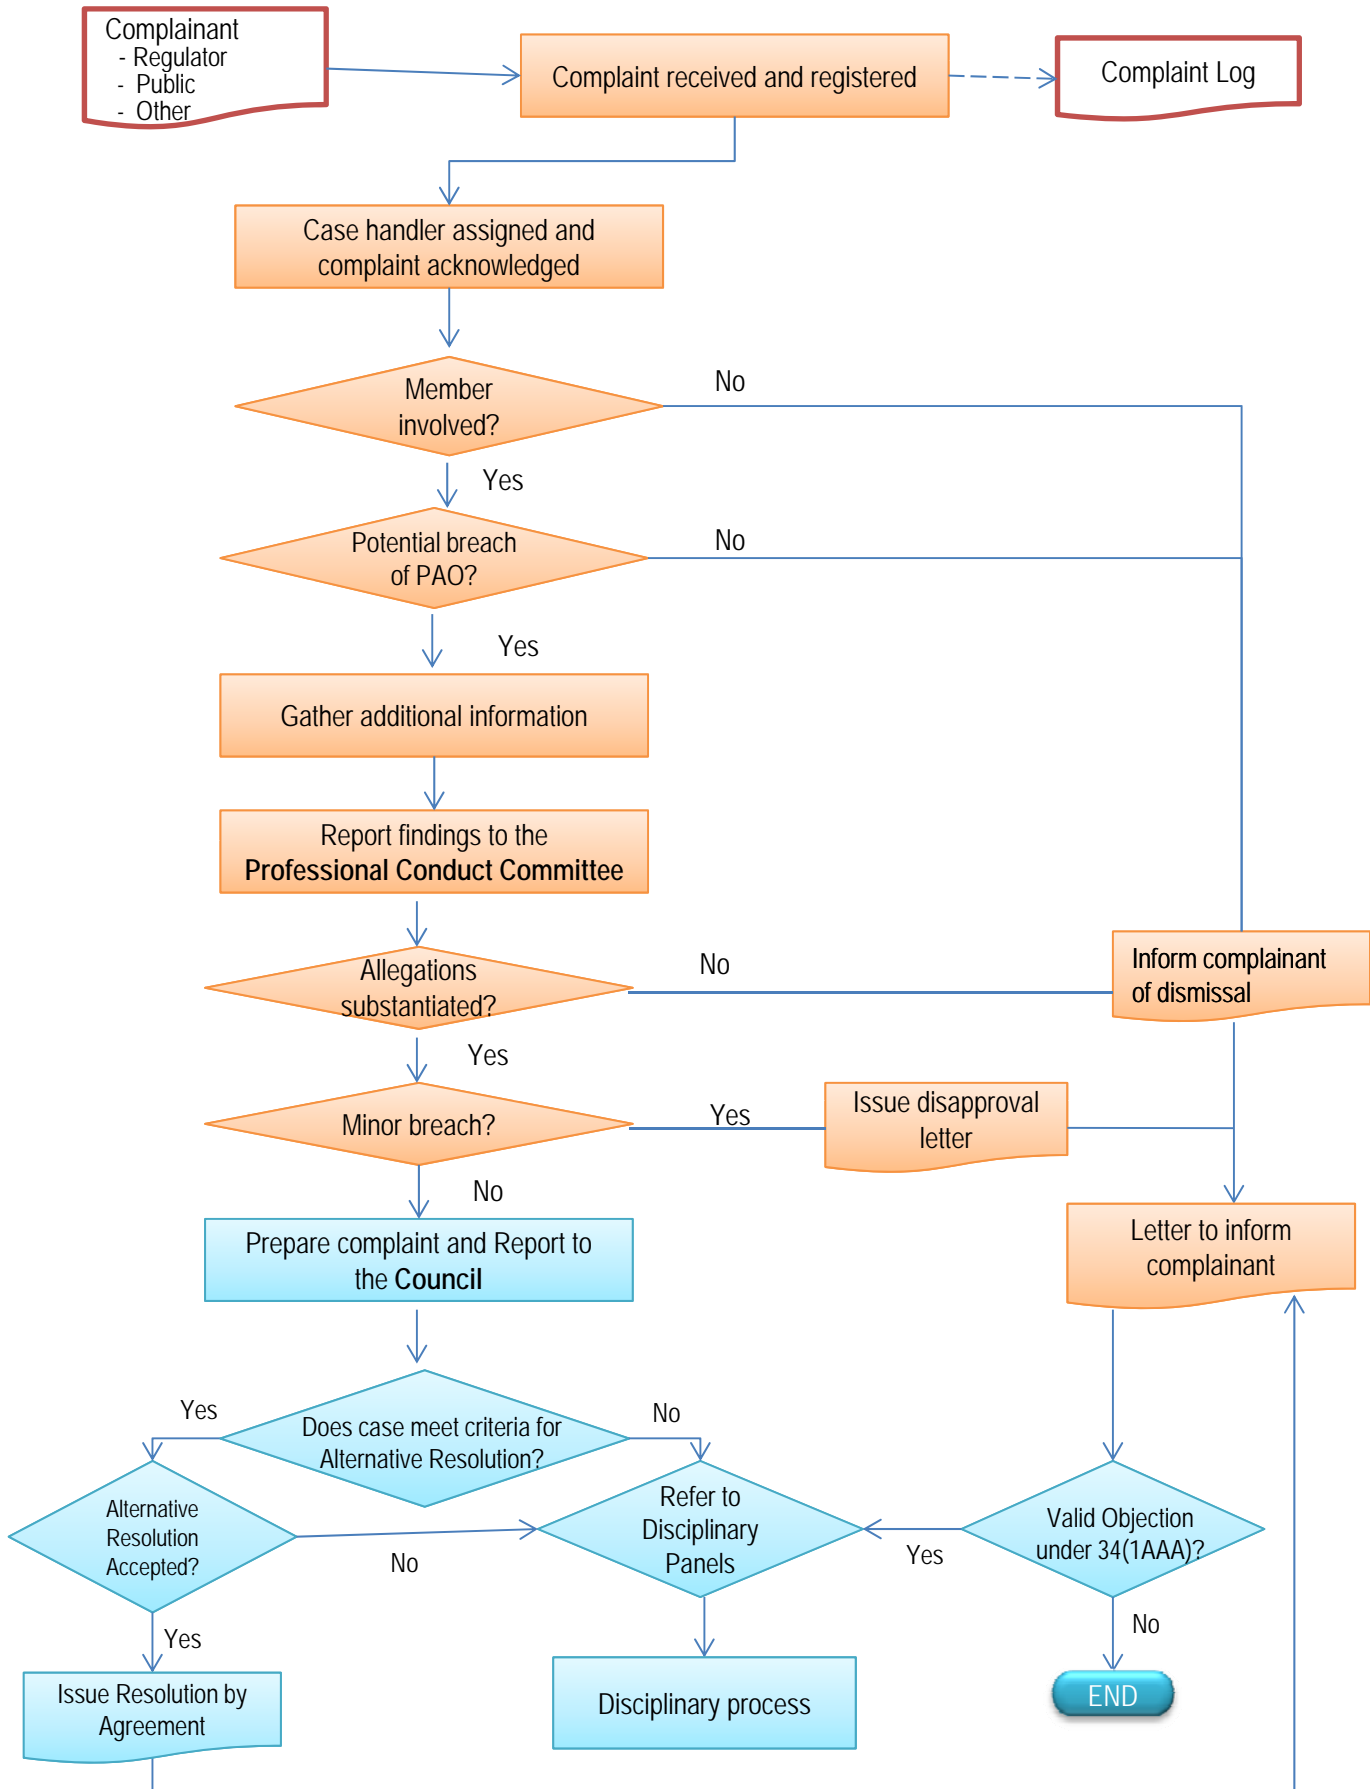 Complainant
- Regulator
- Public
- Other
Complaint received and registered
Complaint Log
Case handler assigned and
complaint acknowledged
Member
involved?
No
Yes
Potential breach
of PAO?
No
Yes
Gather additional information
Report findings to the
Professional Conduct Committee
Allegations
substantiated?
No
Inform complainant
of dismissal
Yes
Minor breach?
Yes
Issue disapproval
letter
No
Letter to inform
complainant
Prepare complaint and Report to
the Council
Does case meet criteria for
Alternative Resolution?
Yes
No
Alternative
Resolution
Accepted?
No
Refer to
Disciplinary
Panels
Yes
Valid Objection
under 34(1AAA)?
Yes
No
Issue Resolution by
Agreement
Disciplinary process
END